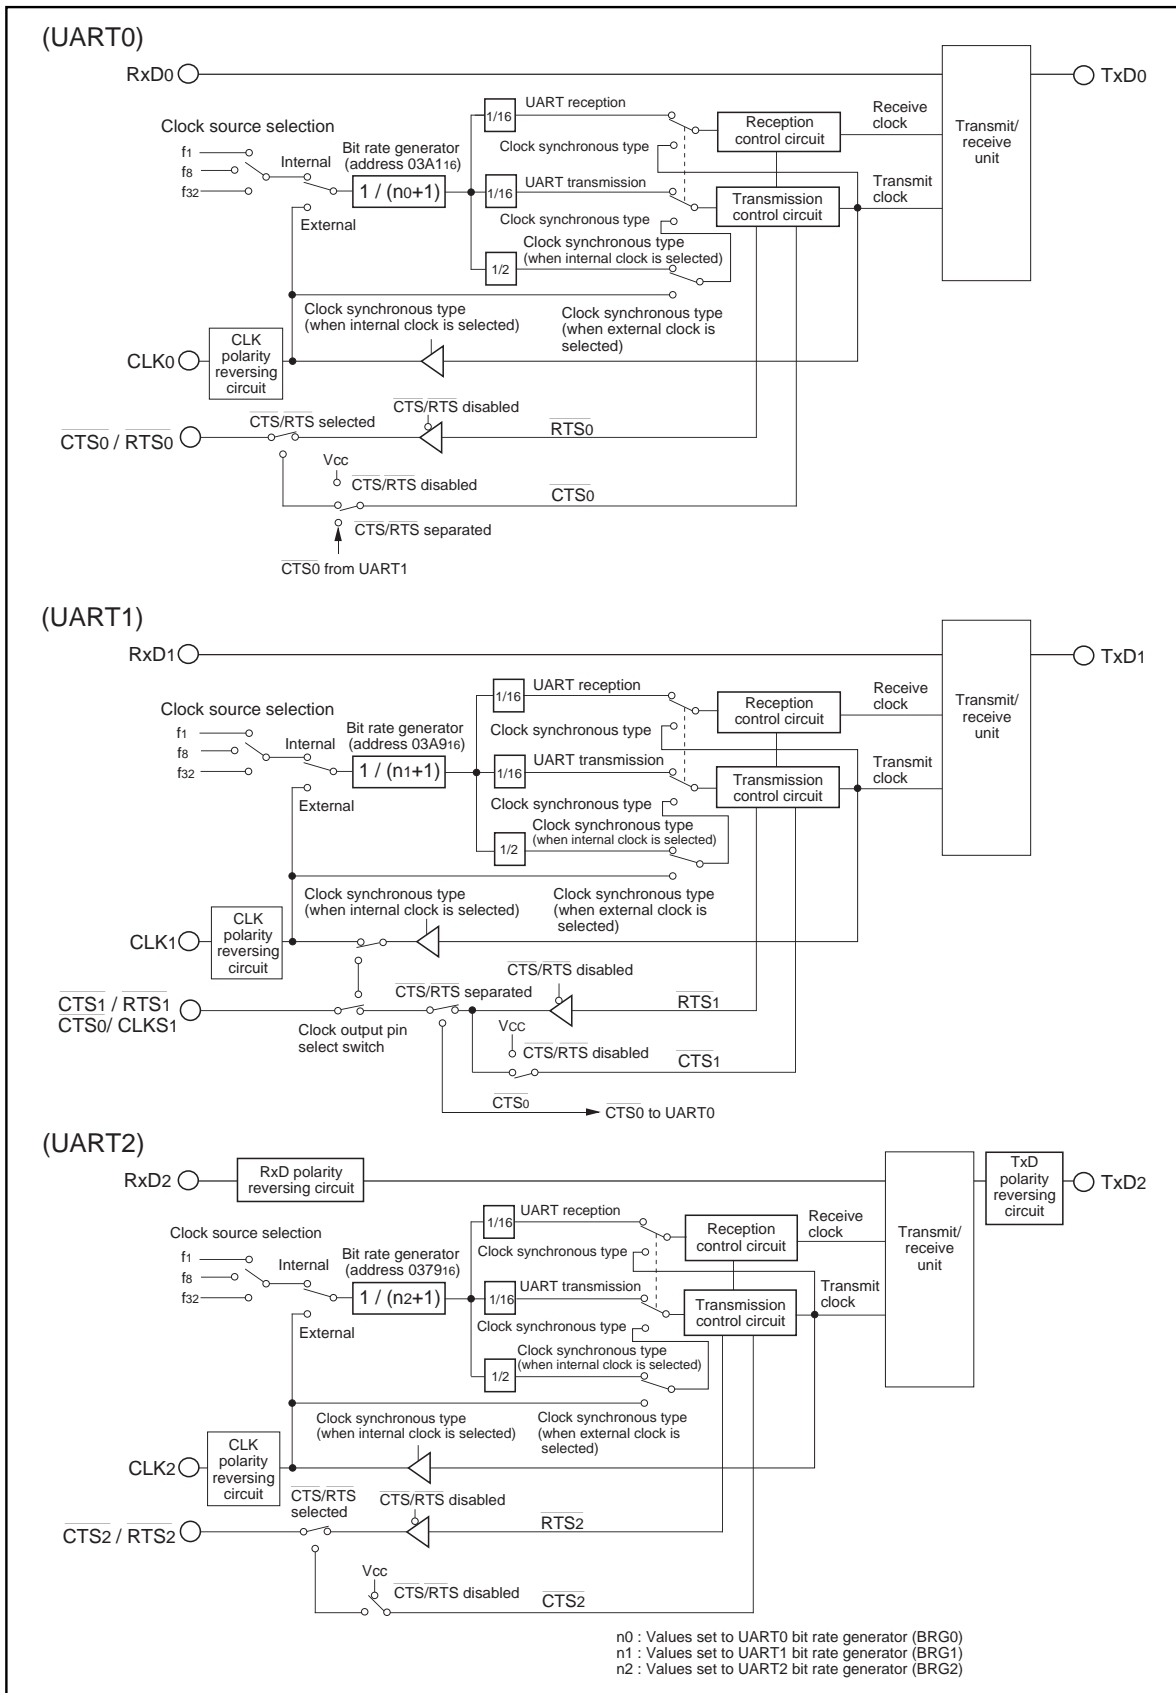 (UART0)
RxD0
TxD0
Clock source selection
f1
f8
f32
Internal
External
Bit rate generator
(address 03A116)
1 / (n0+1)
1/16
UART reception
Clock synchronous type
1/16
UART transmission
Clock synchronous type
Clock synchronous type
(when internal clock is selected)
1/2
Reception
control circuit
Transmission
control circuit
Receive
clock
Transmit
clock
Transmit/
receive
unit
Clock synchronous type
(when internal clock is selected)
Clock synchronous type
(when external clock is
selected)
CLK0
CLK
polarity
reversing
circuit
CTS0 / RTS0
CTS/RTS selected
CTS/RTS disabled
RTS0
Vcc
CTS/RTS disabled
CTS0
CTS/RTS separated
CTS0 from UART1
(UART1)
RxD1
TxD1
Clock source selection
f1
f8
f32
Internal
External
Bit rate generator
(address 03A916)
1 / (n1+1)
1/16
UART reception
Clock synchronous type
1/16
UART transmission
Clock synchronous type
Clock synchronous type
(when internal clock is selected)
1/2
Reception
control circuit
Transmission
control circuit
Receive
clock
Transmit
clock
Transmit/
receive
unit
Clock synchronous type
(when internal clock is selected)
Clock synchronous type
(when external clock is
selected)
CLK1
CLK
polarity
reversing
circuit
CTS1 / RTS1
CTS0/ CLKS1
Clock output pin
select switch
CTS/RTS separated
CTS/RTS disabled
RTS1
VCC
CTS/RTS disabled
CTS1
CTS0
CTS0 to UART0
(UART2)
RxD2
RxD polarity
reversing circuit
TxD
polarity
reversing
circuit
TxD2
Clock source selection
f1
f8
f32
Internal
External
Bit rate generator
(address 037916)
1 / (n2+1)
1/16
UART reception
Clock synchronous type
1/16
UART transmission
Clock synchronous type
Clock synchronous type
(when internal clock is selected)
1/2
Reception
control circuit
Transmission
control circuit
Receive
clock
Transmit
clock
Transmit/
receive
unit
Clock synchronous type
(when internal clock is selected)
Clock synchronous type
(when external clock is
selected)
CLK2
CLK
polarity
reversing
circuit
CTS2 / RTS2
CTS/RTS
selected
CTS/RTS disabled
RTS2
Vcc
CTS/RTS disabled
CTS2
n0 : Values set to UART0 bit rate generator (BRG0)
n1 : Values set to UART1 bit rate generator (BRG1)
n2 : Values set to UART2 bit rate generator (BRG2)